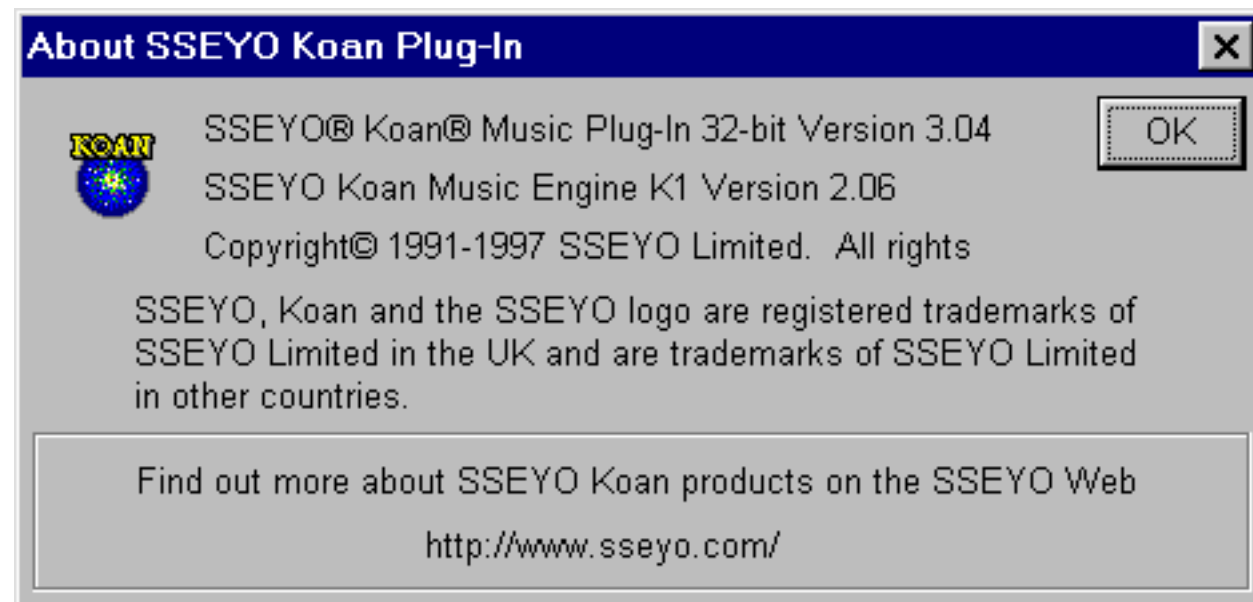 About SSEYO Koan Plug-In
KOAN
SSEYO® Koan® Music Plug-In 32-bit Version 3.04
OK
SSEYO Koan Music Engine K1 Version 2.06
Copyright© 1991-1997 SSEYO Limited.  All rights
SSEYO, Koan and the SSEYO logo are registered trademarks of
SSEYO Limited in the UK and are trademarks of SSEYO Limited
in other countries.
Find out more about SSEYO Koan products on the SSEYO Web
http://www.sseyo.com/